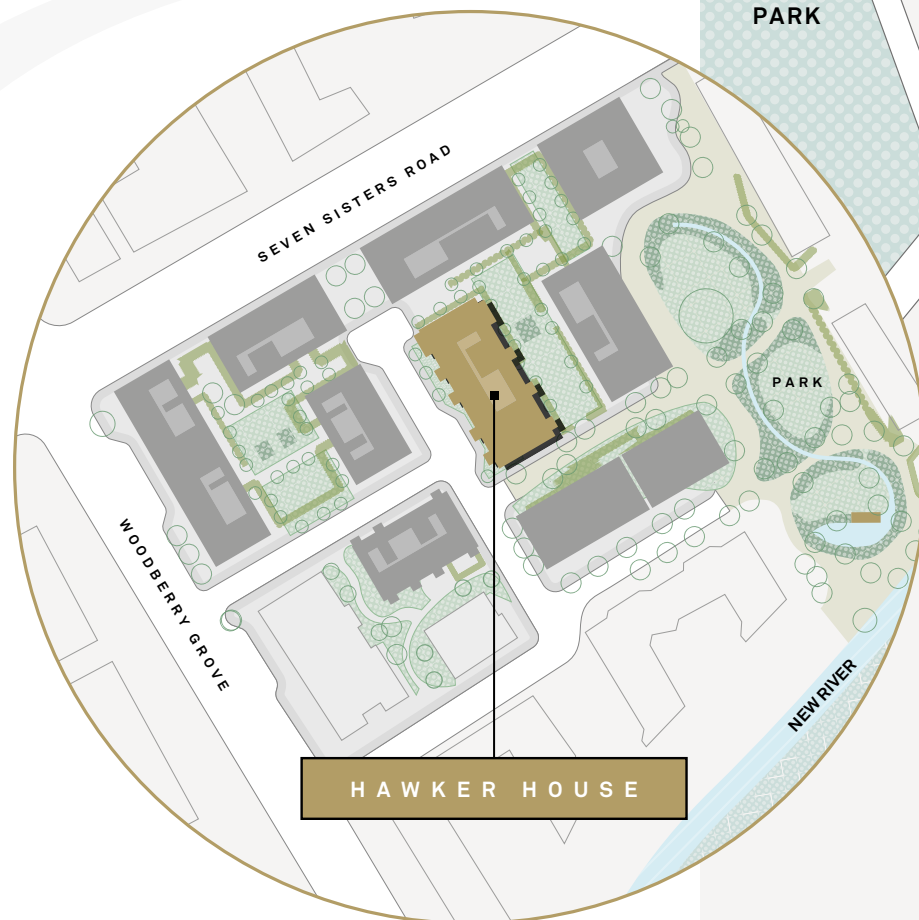 PARK
SEVEN SISTERS ROAD
PARK
WOODBERRY GROVE
NEW RIVER
HAWKER HOUSE